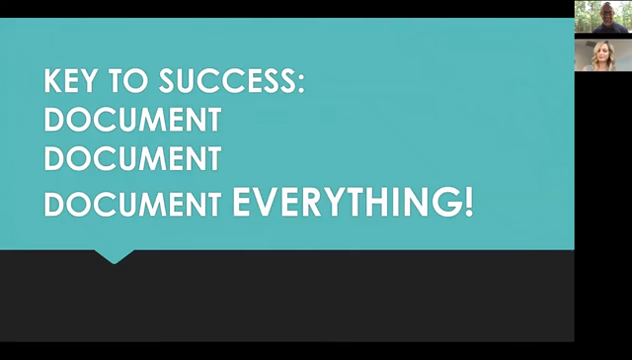 KEY TO SUCCESS:
DOCUMENT
DOCUMENT
DOCUMENT EVERYTHING!